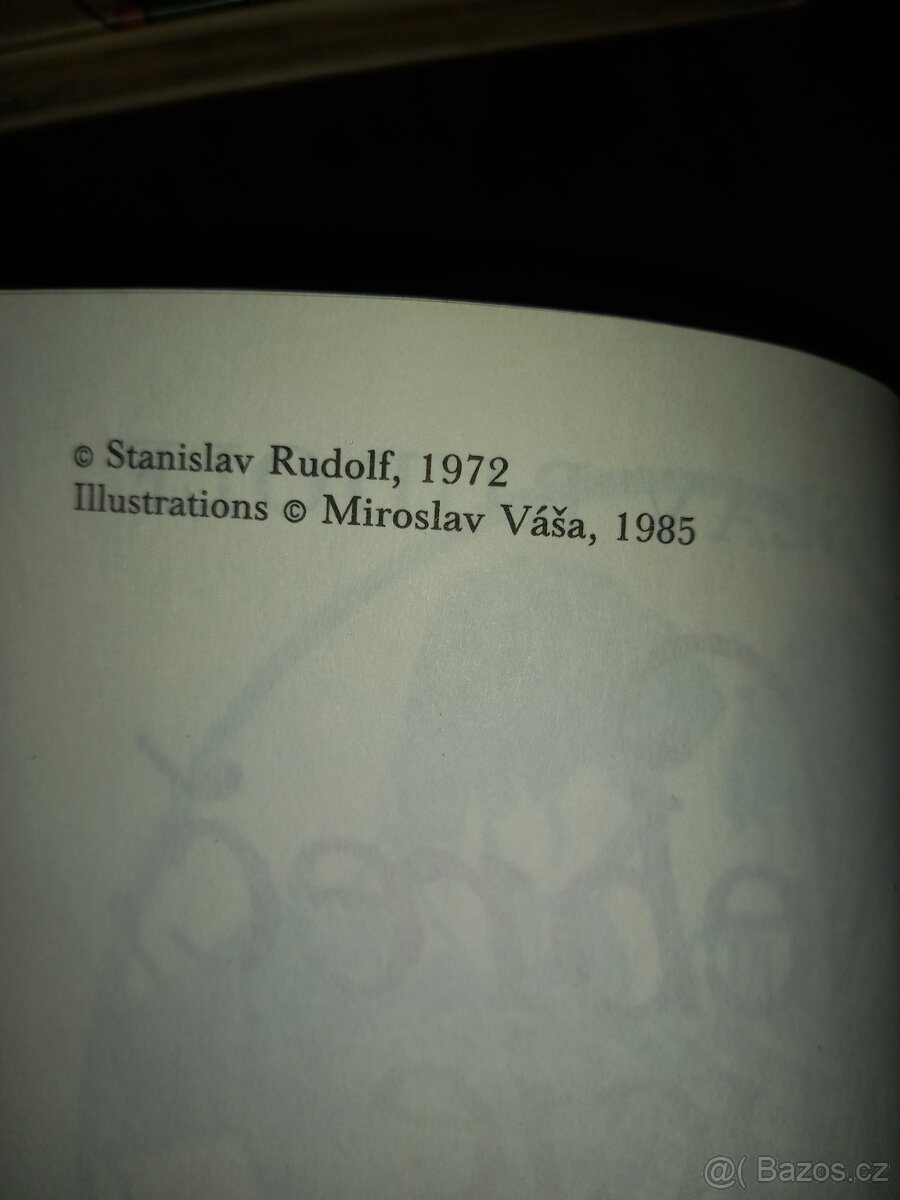 © Stanislav Rudolf, 1972
Illustrations © Miroslav Váša, 1985
@( Bazos.cz